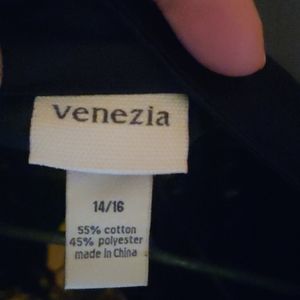 venezia
14/16
55% cotton
45% polyester
made in China